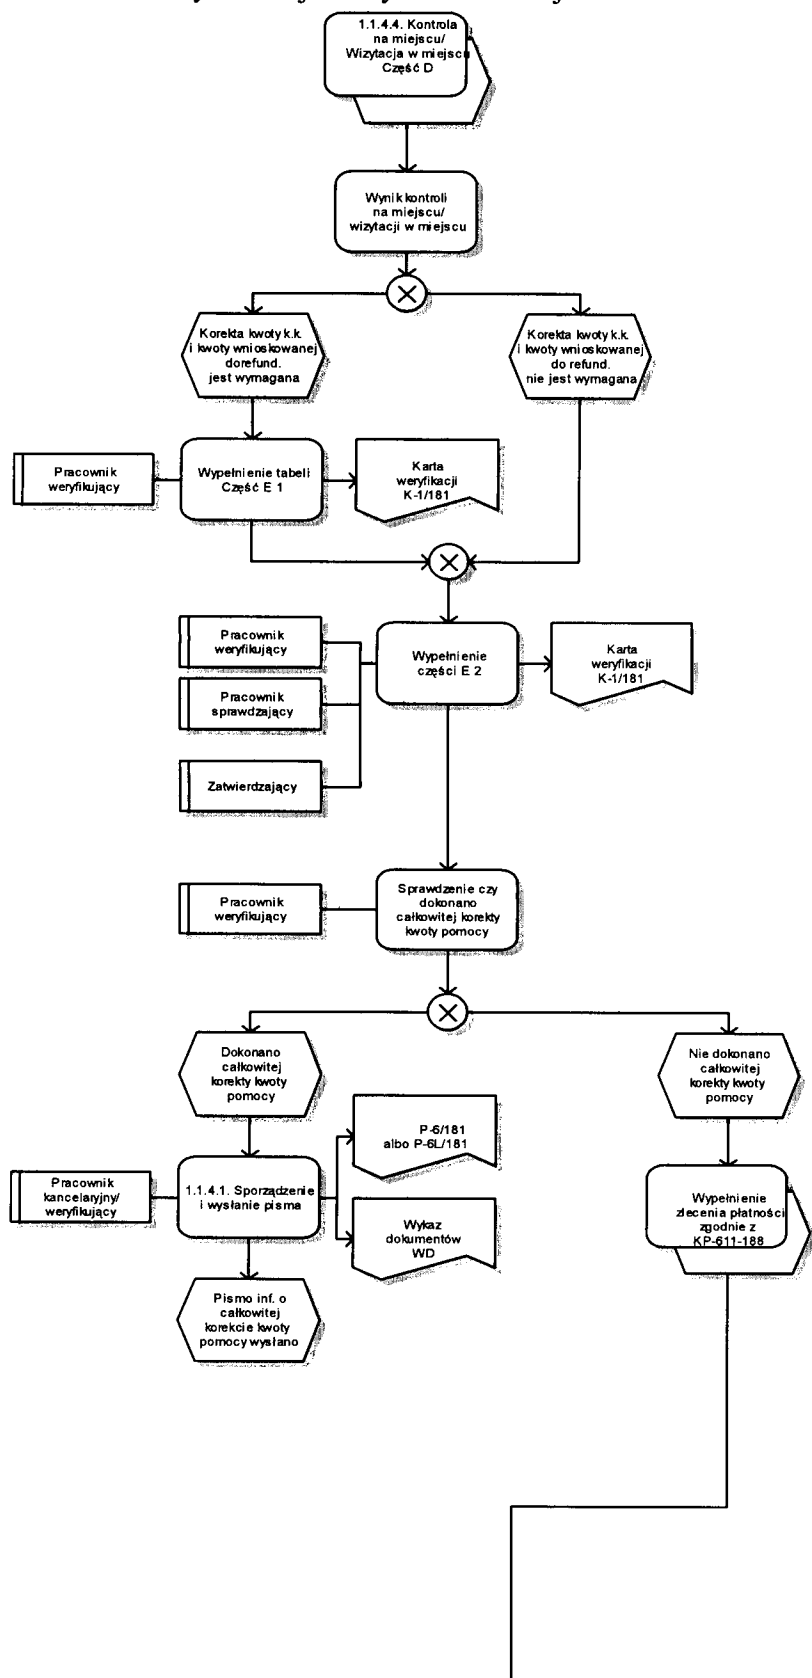 1.1.4.4. Kontrola
na miejscu/
Wizytacja w miejscu
Część D
Wynik kontroli
na miejscu/
wizytacji w miejscu
Korekta kwoty k.k.
i kwoty wnioskowanej
dorefund.
jest wymagana
Korekta kwoty k.k.
i kwoty wnioskowanej
do refund.
nie jest wymagana
Pracownik
weryfikujący
Wypełnienie tabeli
Część E 1
Karta
weryfikacji
K-1/181
Pracownik
weryfikujący
Pracownik
sprawdzający
Zatwierdzający
Wypełnienie
części E 2
Karta
weryfikacji
K-1/181
Pracownik
weryfikujący
Sprawdzenie czy
dokonano
całkowitej korekty
kwoty pomocy
Dokonano
całkowitej
korekty kwoty
pomocy
Nie dokonano
całkowitej
korekty kwoty
pomocy
Pracownik
kancelaryjny/
weryfikujący
1.1.4.1. Sporządzenie
i wysłanie pisma
P-6/181
albo P-6L/181
Wykaz
dokumentów
WD
Wypełnienie
zlecenia płatności
zgodnie z
KP-611-188
Pismo inf. o
całkowitej
korekcie kwoty
pomocy wysłano